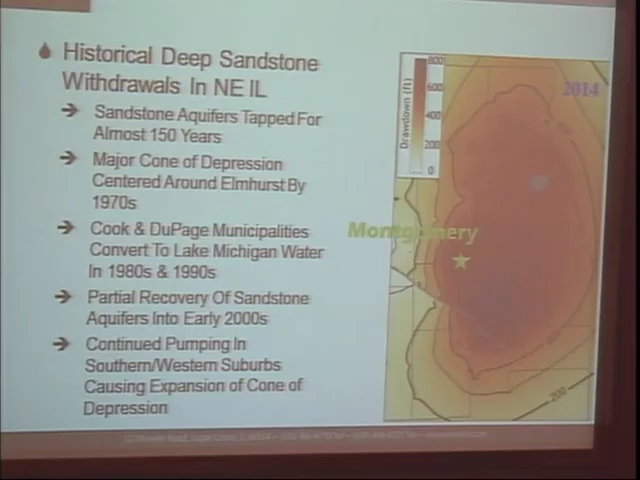 Historical Deep Sandstone
Withdrawals In NE IL
Sandstone Aquifers Tapped For
Almost 150 Years
Major Cone of Depression
Centered Around Elmhurst By
1970s
Cook & DuPage Municipalities
Convert To Lake Michigan Water
In 1980s & 1990s
Partial Recovery Of Sandstone
Aquifers Into Early 2000s
Continued Pumping In
Southern/Western Suburbs
Causing Expansion of Cone of
Depression
Drawdown (ft)
800
600
400
200
0
2014
Montgomery
200